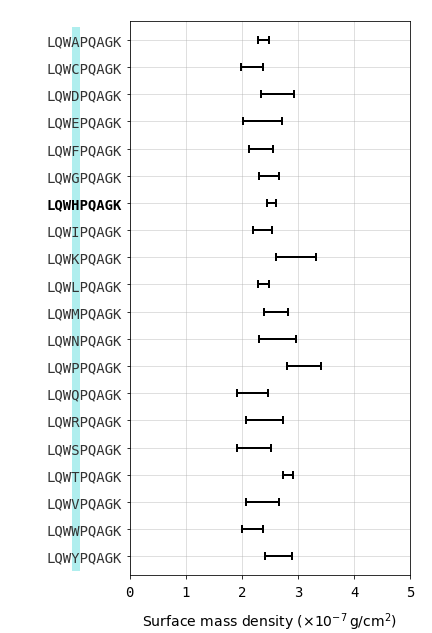 LQWAPQAGK
LQWCPQAGK
LQWDPQAGK
LQWEPQAGK
LQWFPQAGK
LQWGPQAGK
LQWHPQAGK
LQWIPQAGK
LQWKPQAGK
LQWLPQAGK
LQWMPQAGK
LQWNPQAGK
LQWPPQAGK
LQWQPQAGK
LQWRPQAGK
LQWSPQAGK
LQWTPQAGK
LQWVPQAGK
LQWWPQAGK
LQWYPQAGK
0 1 2 3 4 5
Surface mass density (×10⁻⁷ g/cm²)